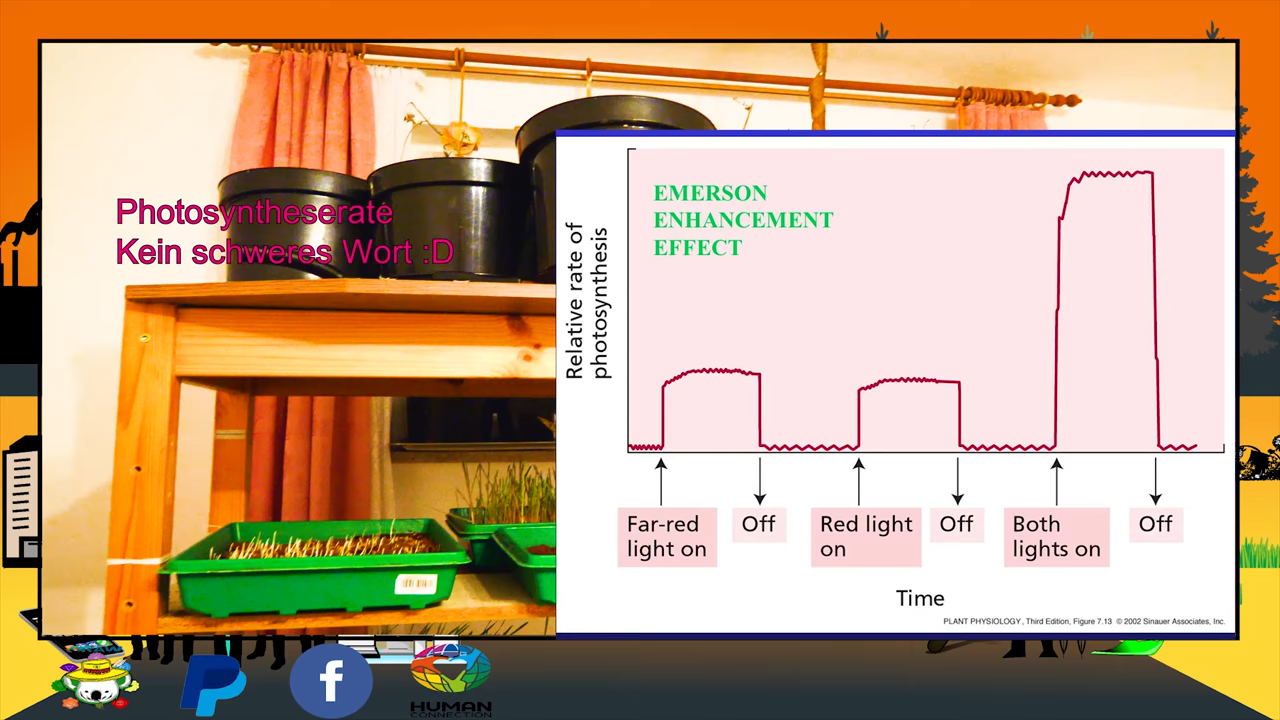 Photosyntheserate
Kein schweres Wort :D
EMERSON
ENHANCEMENT
EFFECT
Relative rate of
photosynthesis
Far-red
light on
Off
Red light
on
Off
Both
lights on
Off
Time
PLANT PHYSIOLOGY, Third Edition, Figure 7.13 © 2002 Sinauer Associates, Inc.
HUMAN
CONNECTION